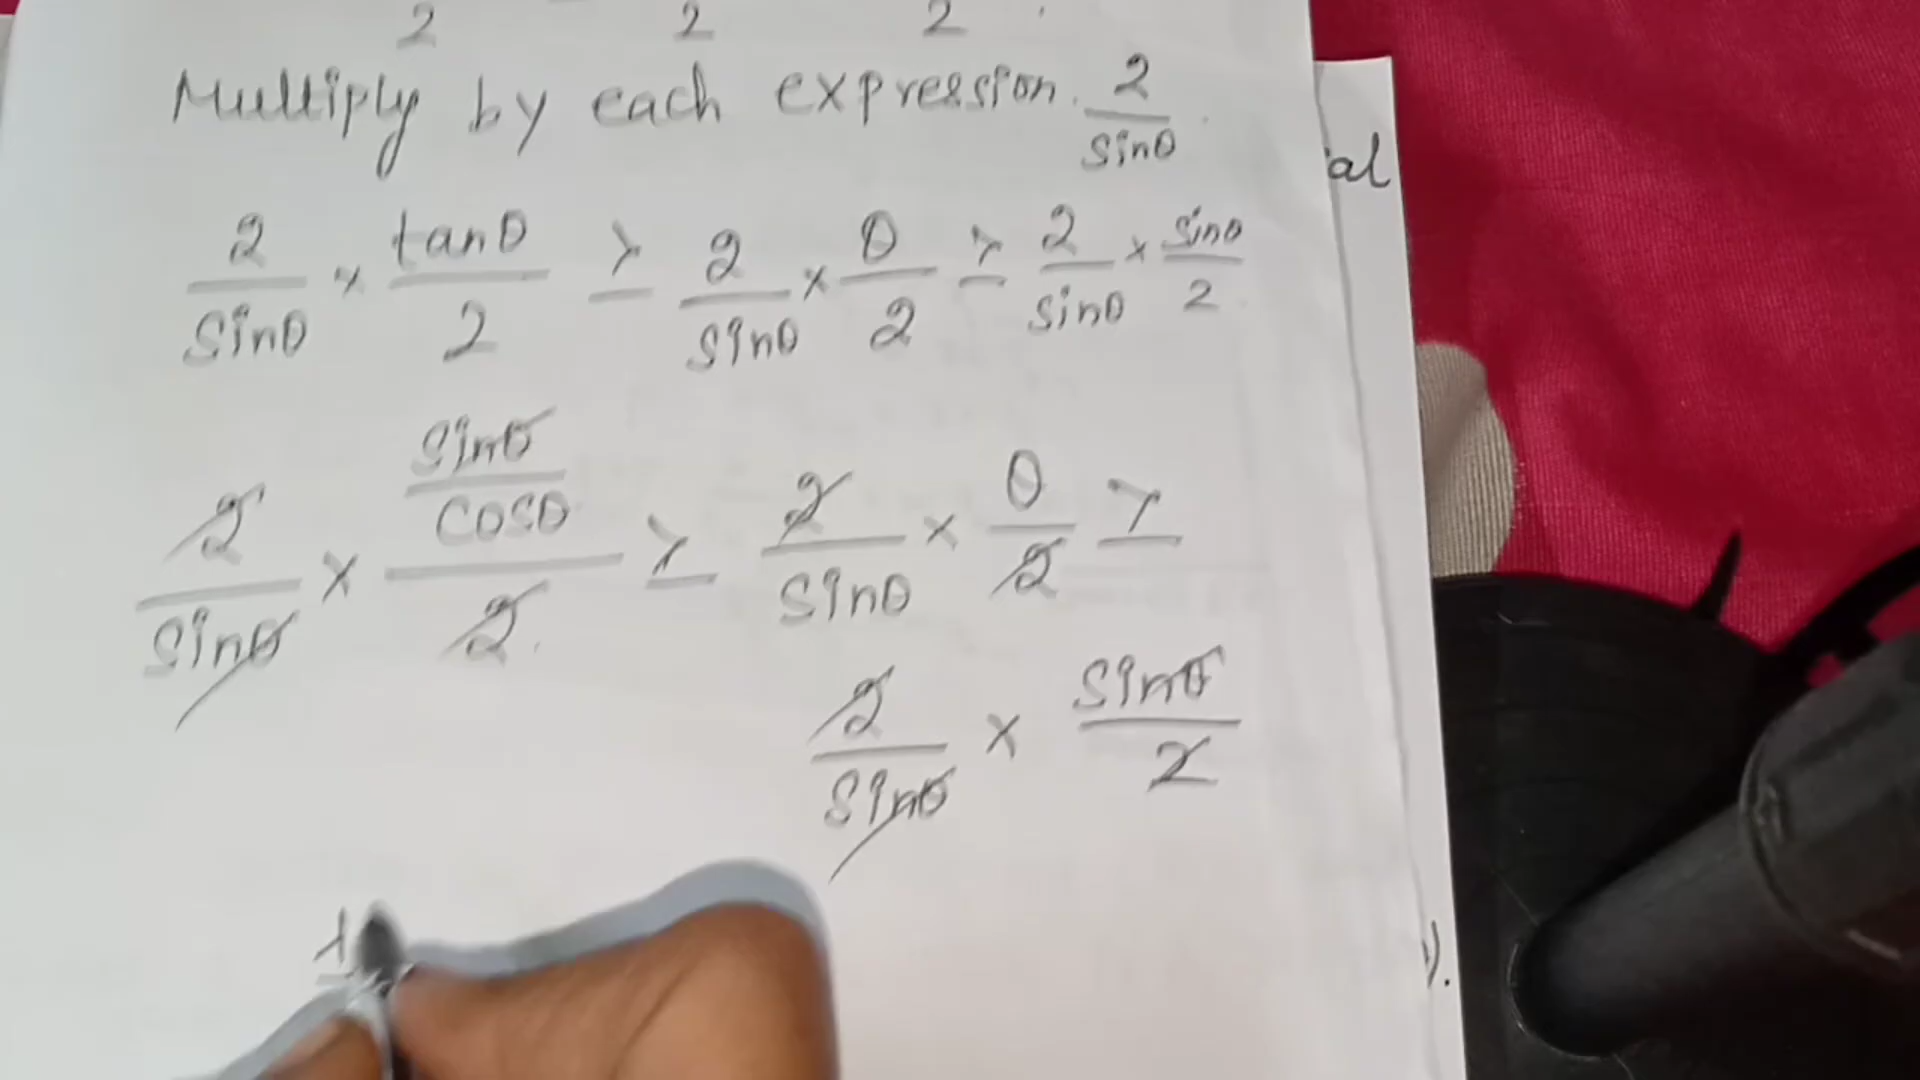 2 2 2 .
Multiply by each expression. 2/sinθ.
2/sinθ × tanθ/2 ≥ 2/sinθ × θ/2 ≥ 2/sinθ × sinθ/2
2/sinθ × (sinθ/cosθ)/2. ≥ 2/sinθ × θ/2 ≥
2/sinθ × sinθ/2
1
al
).